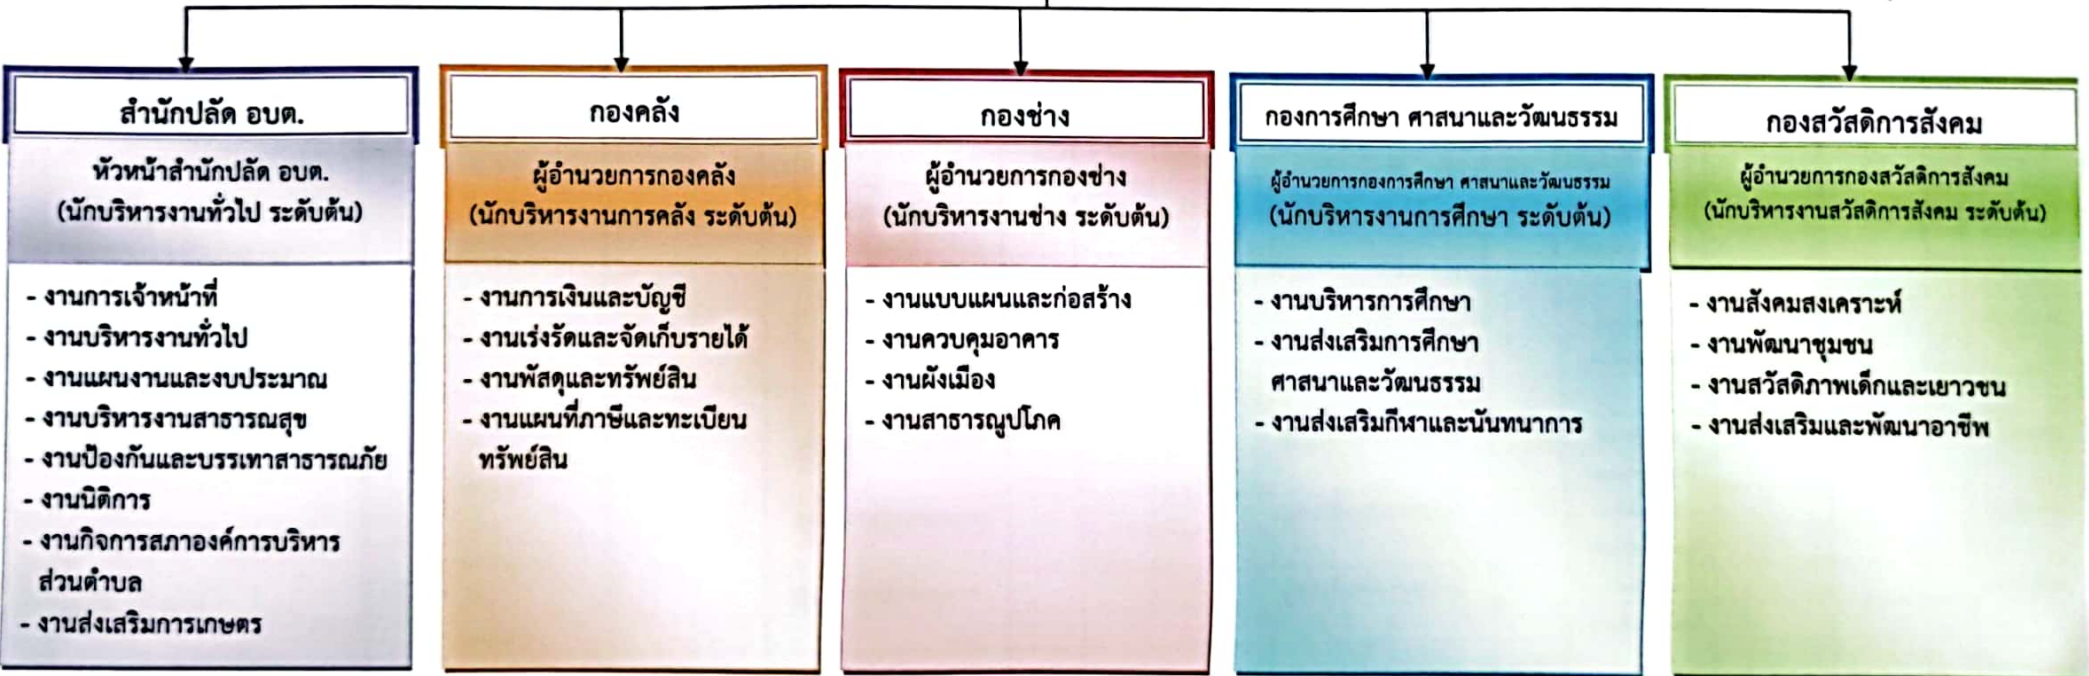 สำนักปลัด อบต.
หัวหน้าสำนักปลัด อบต.
(นักบริหารงานทั่วไป ระดับต้น)
- งานการเจ้าหน้าที่
- งานบริหารงานทั่วไป
- งานแผนงานและงบประมาณ
- งานบริหารงานสาธารณสุข
- งานป้องกันและบรรเทาสาธารณภัย
- งานนิติการ
- งานกิจการสภาองค์การบริหาร
ส่วนตำบล
- งานส่งเสริมการเกษตร
กองคลัง
ผู้อำนวยการกองคลัง
(นักบริหารงานการคลัง ระดับต้น)
- งานการเงินและบัญชี
- งานเร่งรัดและจัดเก็บรายได้
- งานพัสดุและทรัพย์สิน
- งานแผนที่ภาษีและทะเบียน
ทรัพย์สิน
กองช่าง
ผู้อำนวยการกองช่าง
(นักบริหารงานช่าง ระดับต้น)
- งานแบบแผนและก่อสร้าง
- งานควบคุมอาคาร
- งานผังเมือง
- งานสาธารณูปโภค
กองการศึกษา ศาสนาและวัฒนธรรม
ผู้อำนวยการกองการศึกษา ศาสนาและวัฒนธรรม
(นักบริหารงานการศึกษา ระดับต้น)
- งานบริหารการศึกษา
- งานส่งเสริมการศึกษา
ศาสนาและวัฒนธรรม
- งานส่งเสริมกีฬาและนันทนาการ
กองสวัสดิการสังคม
ผู้อำนวยการกองสวัสดิการสังคม
(นักบริหารงานสวัสดิการสังคม ระดับต้น)
- งานสังคมสงเคราะห์
- งานพัฒนาชุมชน
- งานสวัสดิภาพเด็กและเยาวชน
- งานส่งเสริมและพัฒนาอาชีพ